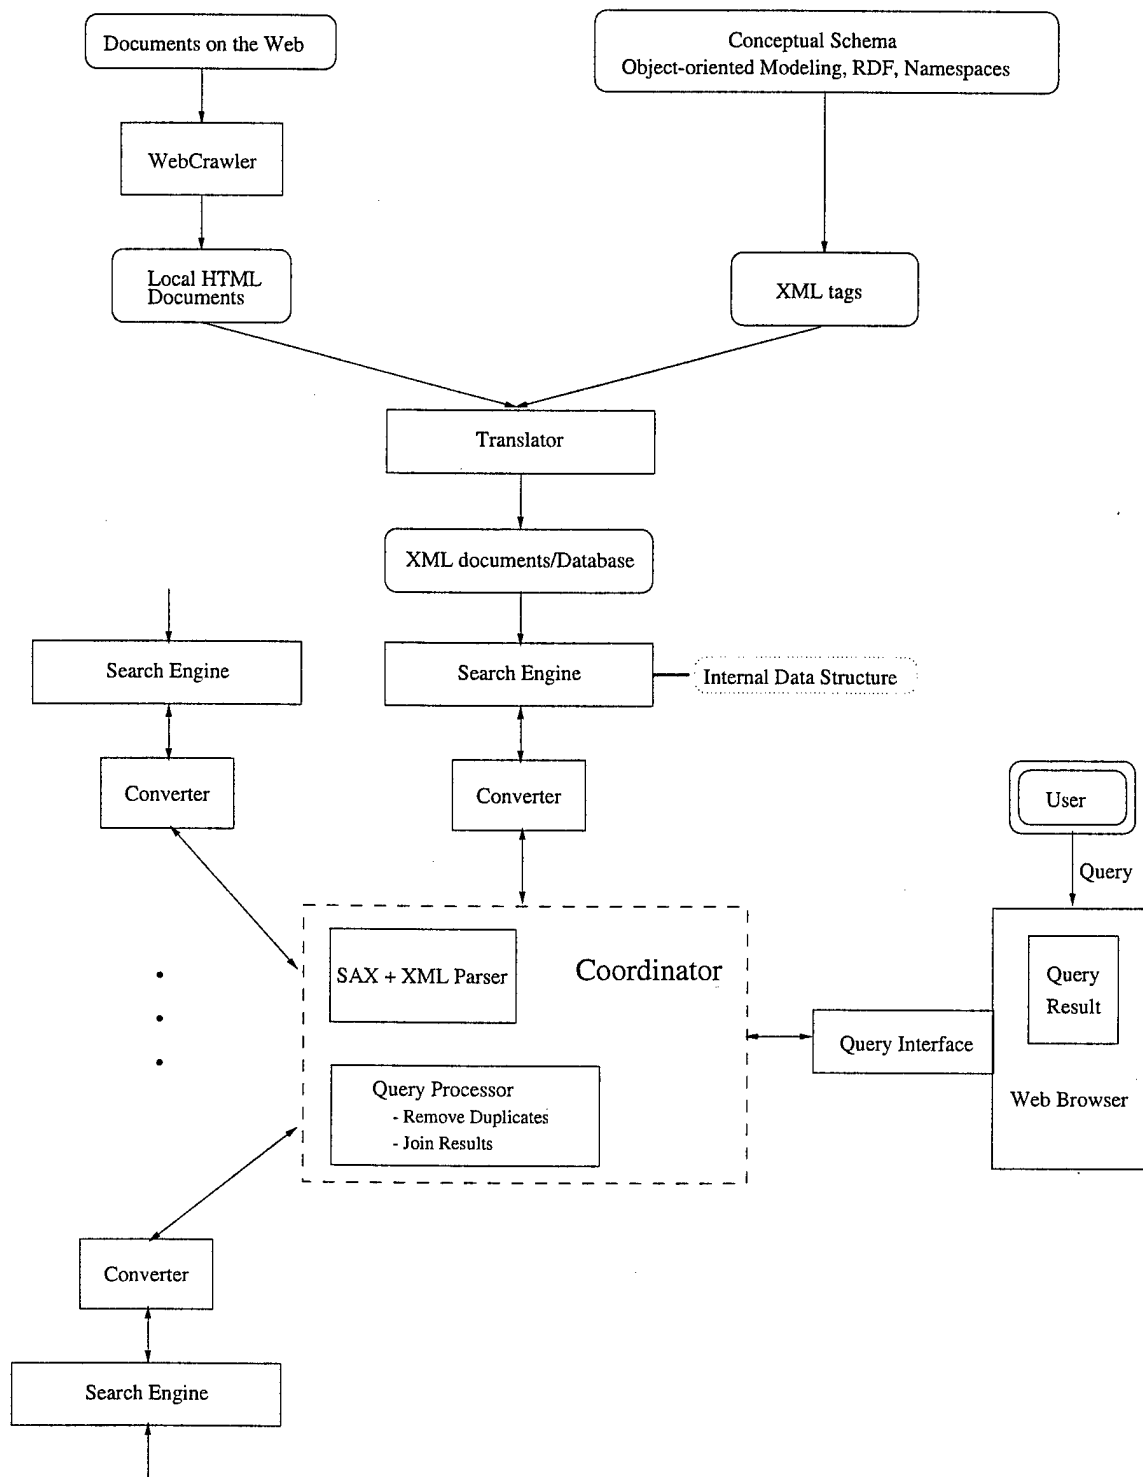 Documents on the Web
Conceptual Schema
Object-oriented Modeling, RDF, Namespaces
WebCrawler
Local HTML
Documents
XML tags
Translator
XML documents/Database
Search Engine
Search Engine
Internal Data Structure
Converter
Converter
User
Query
SAX + XML Parser
Coordinator
Query
Result
Query Interface
Query Processor
- Remove Duplicates
- Join Results
Web Browser
Converter
Search Engine